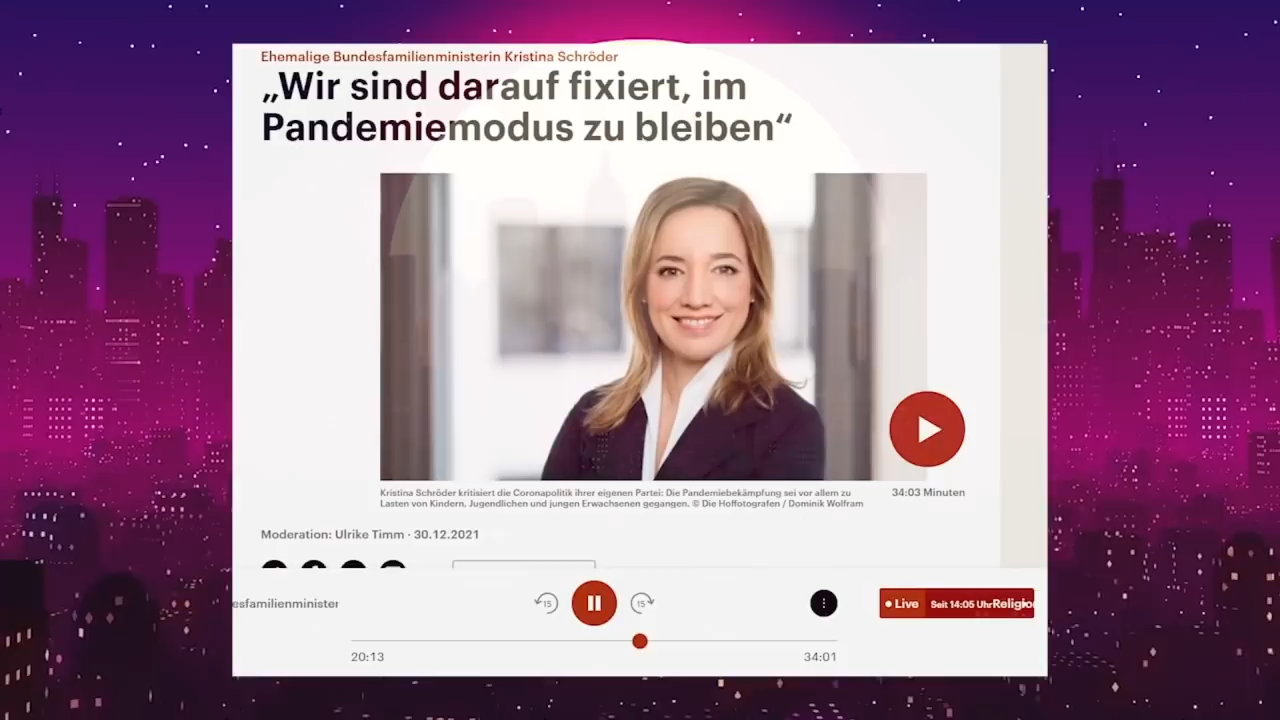 Ehemalige Bundesfamilienministerin Kristina Schröder
„Wir sind darauf fixiert, im
Pandemiemodus zu bleiben“
Kristina Schröder kritisiert die Coronapolitik ihrer eigenen Partei: Die Pandemiebekämpfung sei vor allem zu
Lasten von Kindern, Jugendlichen und jungen Erwachsenen gegangen. © Die Hoffotografen / Dominik Wolfram
34:03 Minuten
Moderation: Ulrike Timm · 30.12.2021
esfamilienminister
15
15
Live
Seit 14:05 Uhr
Religio
20:13
34:01